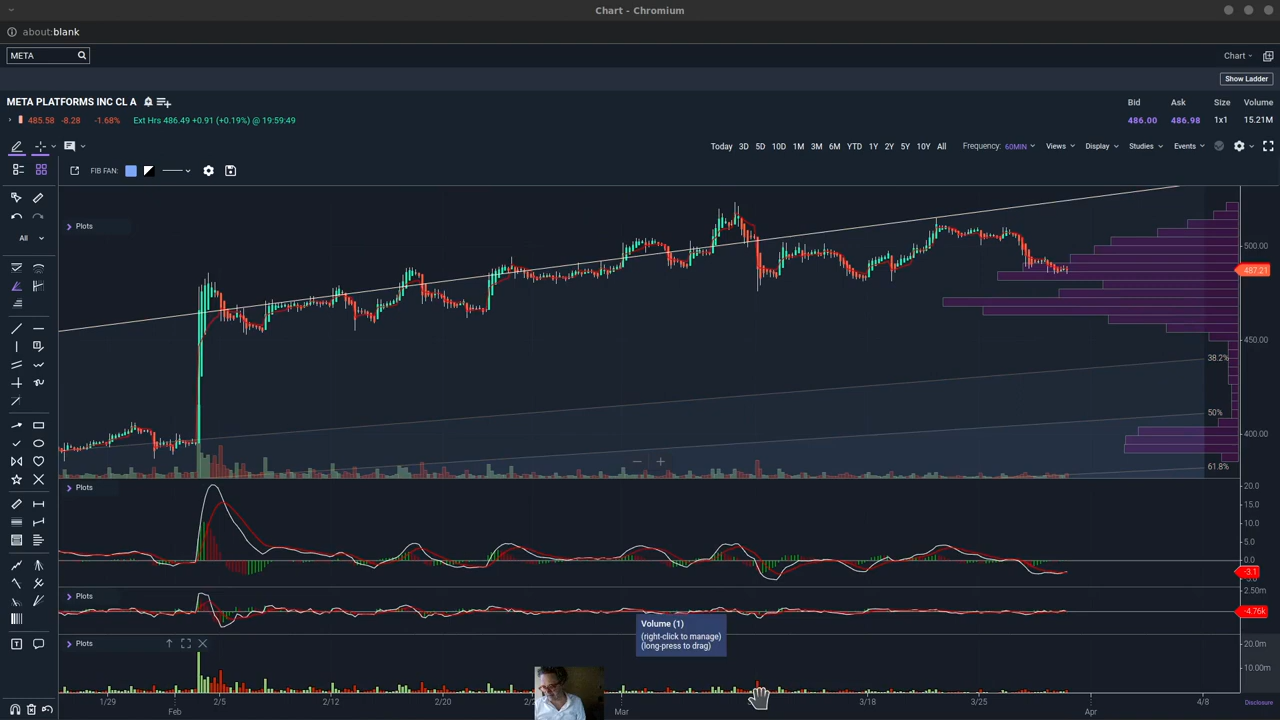 Chart - Chromium
about:blank
META
Chart
Show Ladder
META PLATFORMS INC CL A
Bid Ask Size Volume
485.58 -8.28 -1.68% Ext Hrs 486.49 +0.91 (+0.19%) @ 19:59:49
486.00 486.98 1x1 15.21M
Today 3D 5D 10D 1M 3M 6M YTD 1Y 2Y 5Y 10Y All Frequency: 60MIN Views Display Studies Events
FIB FAN:
Plots
All
500.00
487.21
450.00
38.2%
50%
400.00
61.8%
Plots
20.0
15.0
10.0
5.0
0.0
-3.1
2.50m
Plots
-4.76k
Volume (1)
(right-click to manage)
(long-press to drag)
Plots
20.0m
10.00m
1/29 2/5 2/12 2/20 3/18 3/25 4/8
Feb Mar Apr
Disclosure